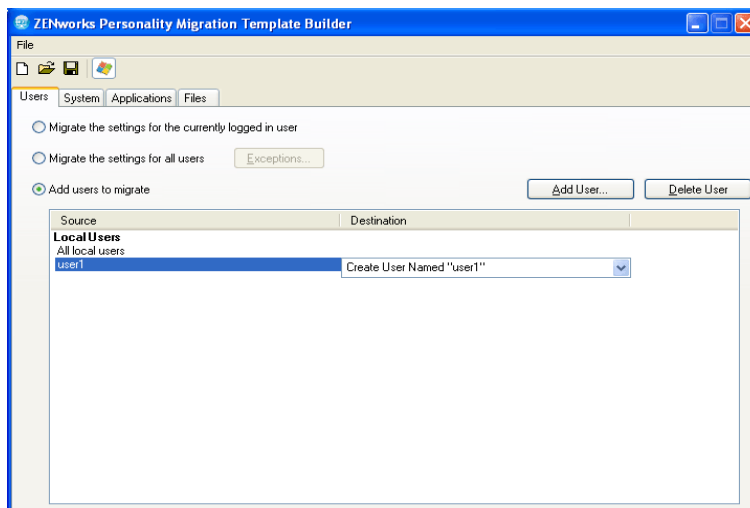 ZENworks Personality Migration Template Builder
File
Users System Applications Files
Migrate the settings for the currently logged in user
Migrate the settings for all users Exceptions...
Add users to migrate Add User... Delete User
Source Destination
Local Users
All local users
user1 Create User Named "user1"